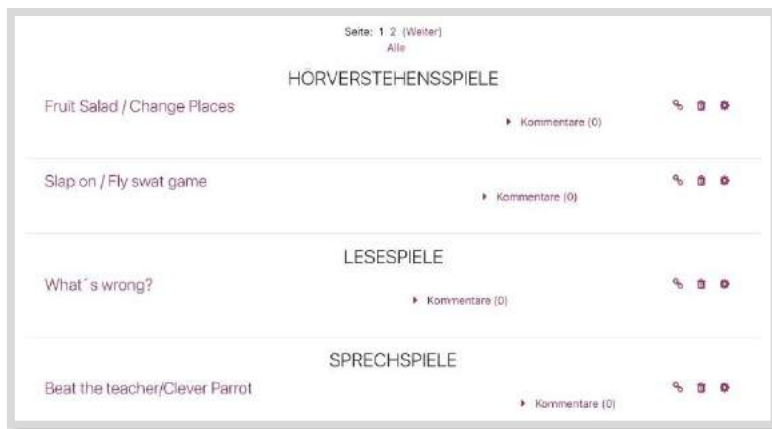 Seite: 1 2 (Weiter)
Alle
HÖRVERSTEHENSSPIELE
Fruit Salad / Change Places
Kommentare (0)
Slap on / Fly swat game
Kommentare (0)
LESESPIELE
What´s wrong?
Kommentare (0)
SPRECHSPIELE
Beat the teacher/Clever Parrot
Kommentare (0)